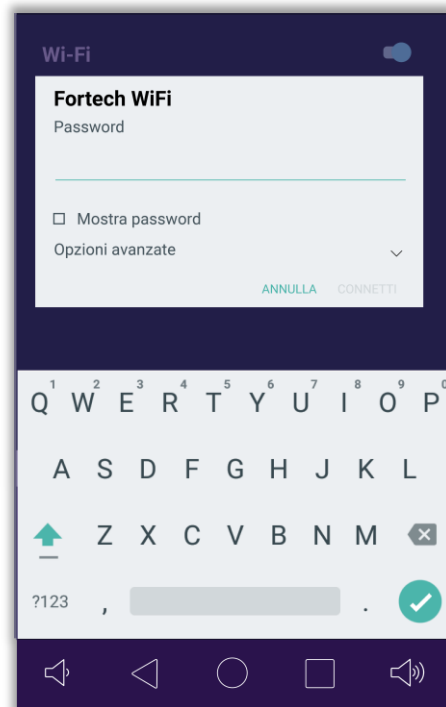 Wi-Fi
Fortech WiFi
Password
Mostra password
Opzioni avanzate
ANNULLA CONNETTI
1 2 3 4 5 6 7 8 9 0
Q W E R T Y U I O P
A S D F G H J K L
Z X C V B N M
?123 , .